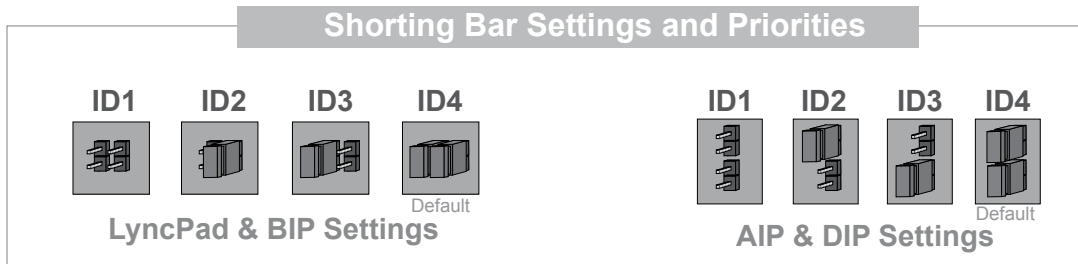 Shorting Bar Settings and Priorities
ID1 ID2 ID3 ID4
Default
LyncPad & BIP Settings
ID1 ID2 ID3 ID4
Default
AIP & DIP Settings